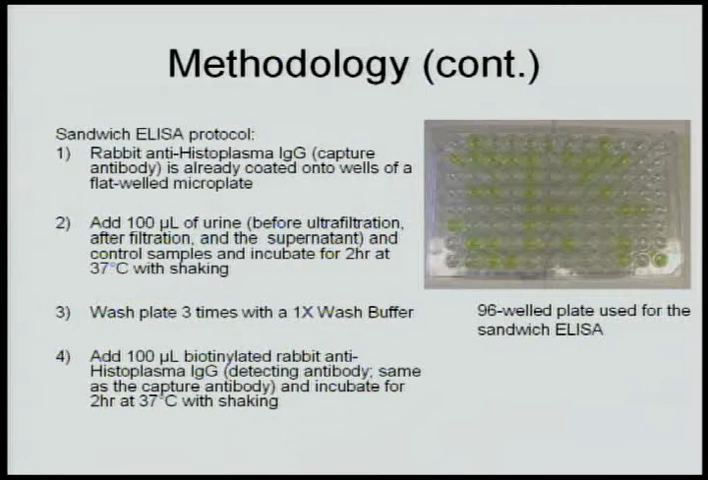 Methodology (cont.)
Sandwich ELISA protocol:
1) Rabbit anti-Histoplasma IgG (capture
antibody) is already coated onto wells of a
flat-welled microplate
2) Add 100 µL of urine (before ultrafiltration,
after filtration, and the supernatant) and
control samples and incubate for 2hr at
37°C with shaking
3) Wash plate 3 times with a 1X Wash Buffer
4) Add 100 µL biotinylated rabbit anti-
Histoplasma IgG (detecting antibody; same
as the capture antibody) and incubate for
2hr at 37°C with shaking
96-welled plate used for the
sandwich ELISA